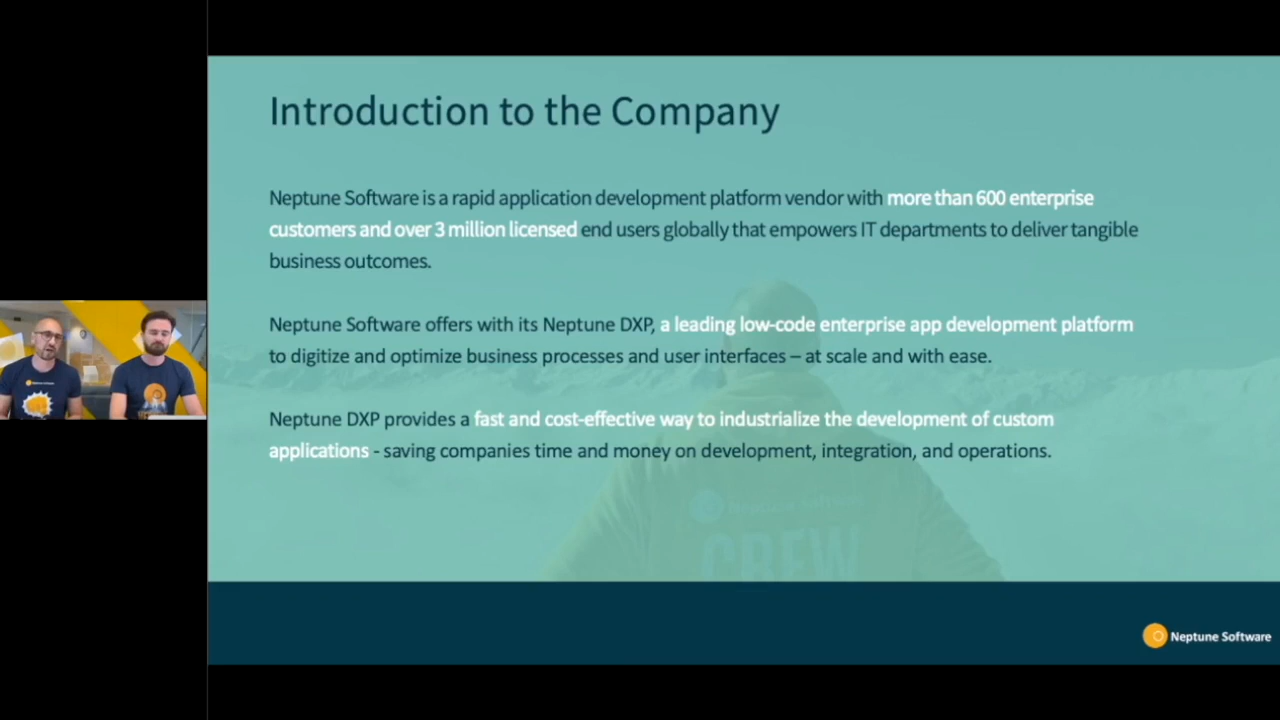 Introduction to the Company
Neptune Software is a rapid application development platform vendor with more than 600 enterprise
customers and over 3 million licensed end users globally that empowers IT departments to deliver tangible
business outcomes.
Neptune Software offers with its Neptune DXP, a leading low-code enterprise app development platform
to digitize and optimize business processes and user interfaces – at scale and with ease.
Neptune DXP provides a fast and cost-effective way to industrialize the development of custom
applications - saving companies time and money on development, integration, and operations.
Neptune Software
CREW
Neptune Software